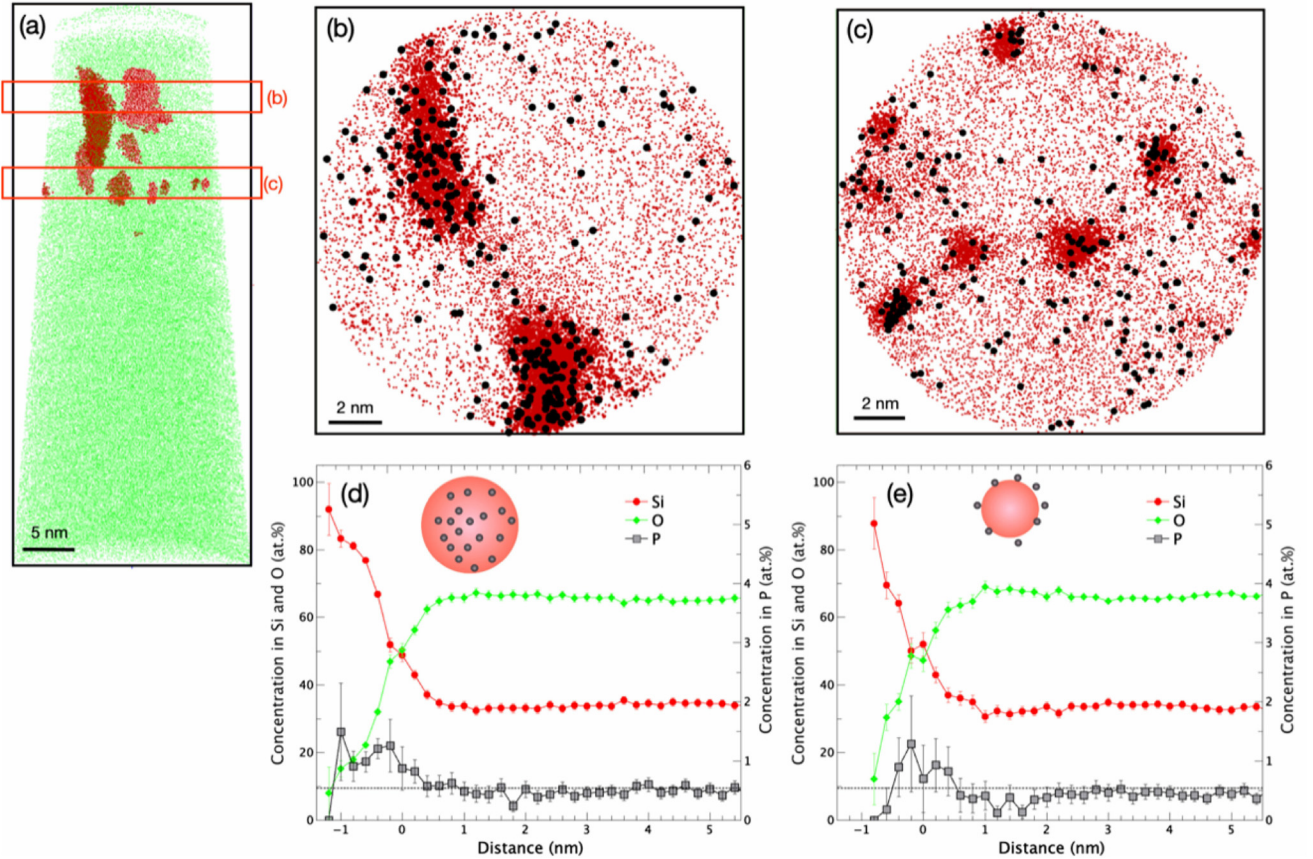 (a)
(b)
(c)
5 nm
(b)
2 nm
(c)
2 nm
(d)
Si
O
P
Concentration in Si and O (at.%)
100
80
60
40
20
0
6
5
4
3
2
1
0
Concentration in P (at.%)
−1 0 1 2 3 4 5
Distance (nm)
(e)
Si
O
P
Concentration in Si and O (at.%)
100
80
60
40
20
0
6
5
4
3
2
1
0
Concentration in P (at.%)
−1 0 1 2 3 4 5
Distance (nm)